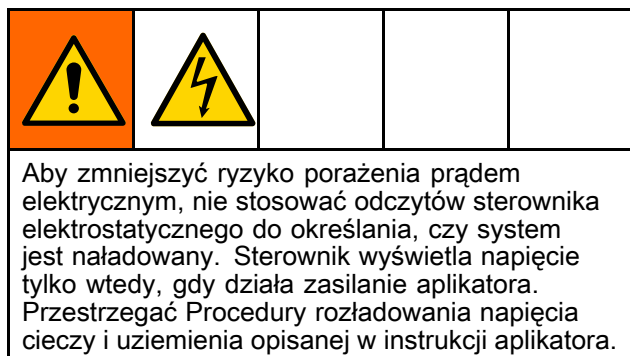 Aby zmniejszyć ryzyko porażenia prądem
elektrycznym, nie stosować odczytów sterownika
elektrostatycznego do określania, czy system
jest naładowany. Sterownik wyświetla napięcie
tylko wtedy, gdy działa zasilanie aplikatora.
Przestrzegać Procedury rozładowania napięcia
cieczy i uziemienia opisanej w instrukcji aplikatora.